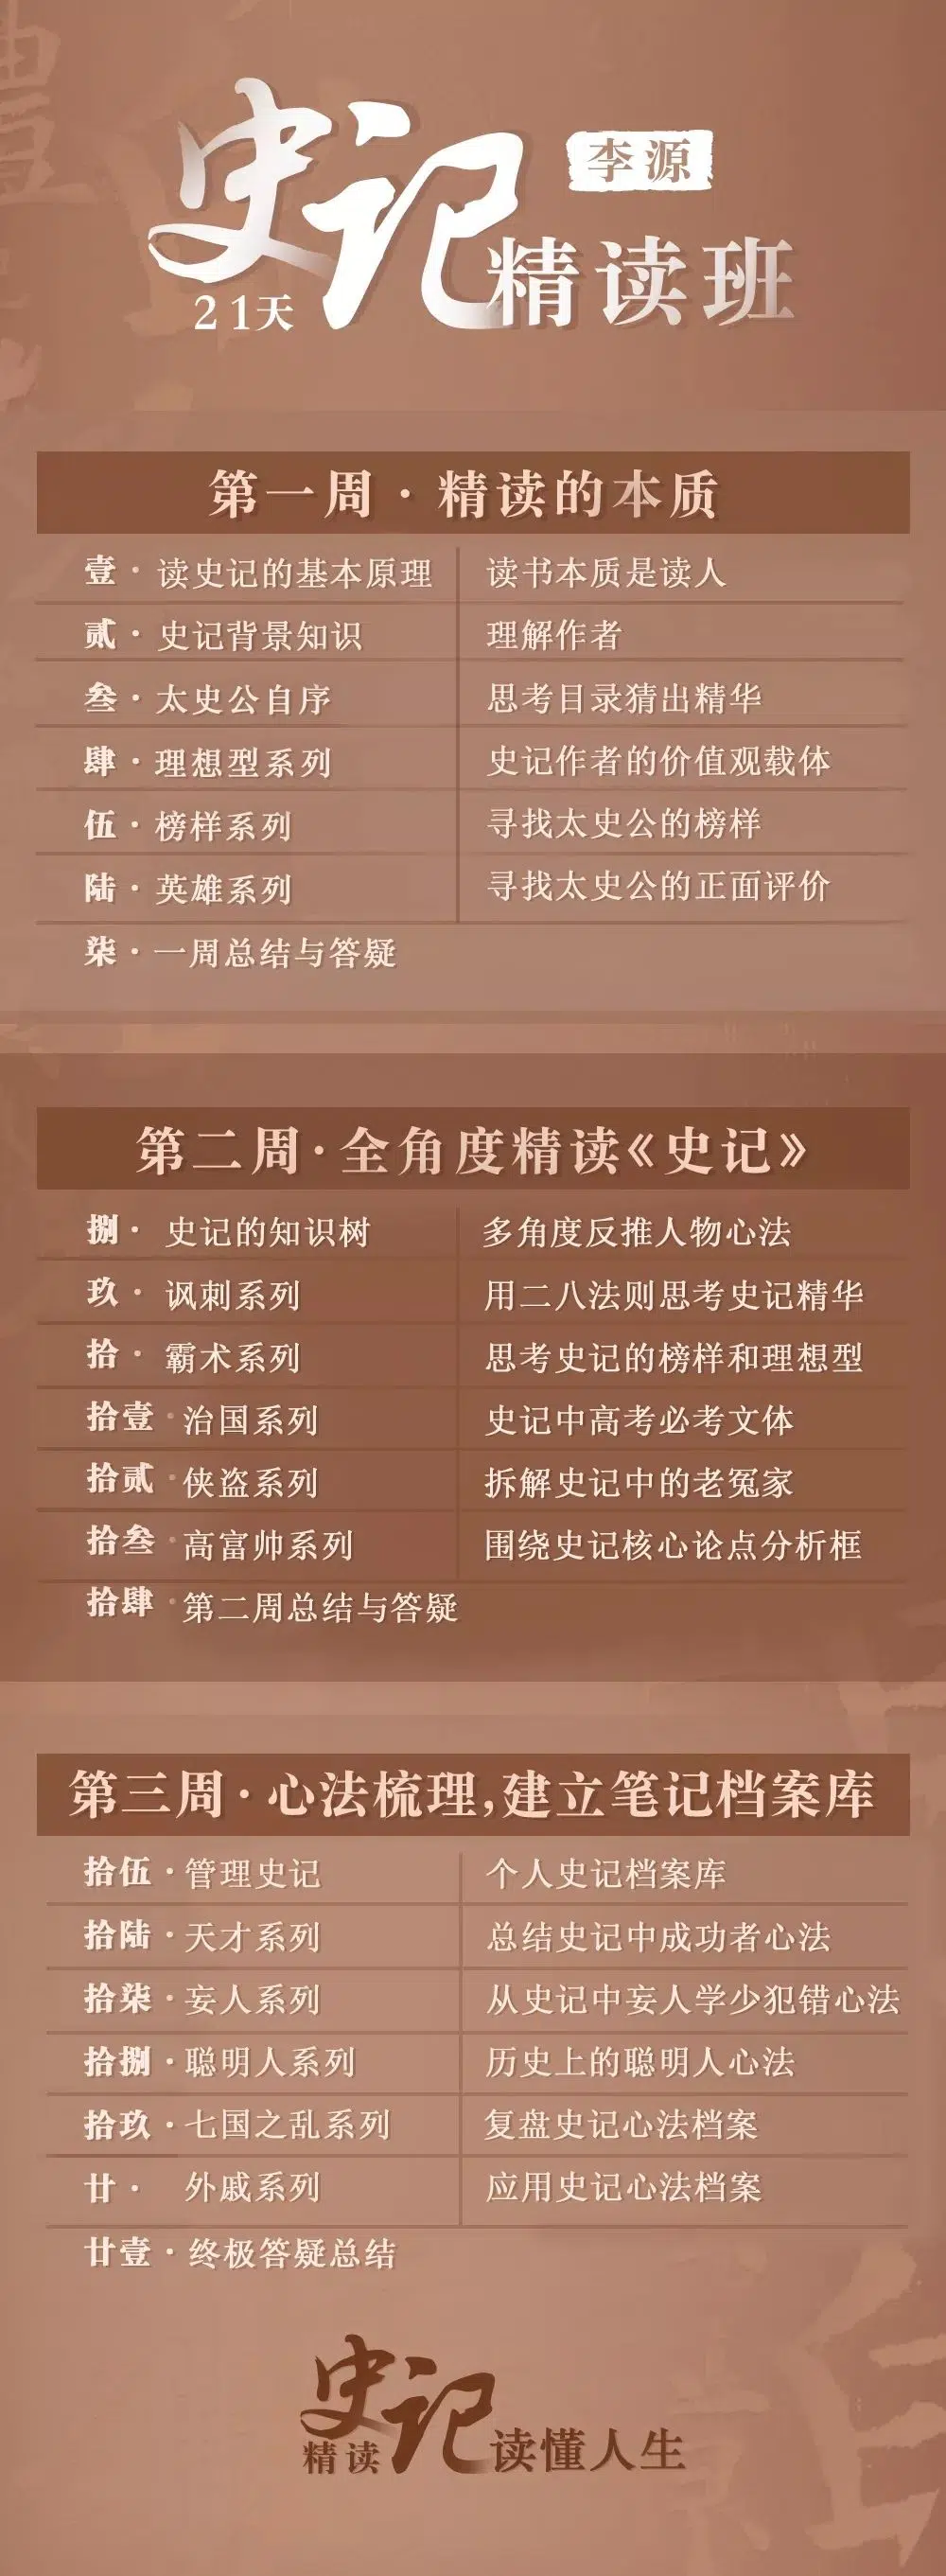 史记
李源
21天
精读班
第一周·精读的本质
壹·读史记的基本原理 读书本质是读人
贰·史记背景知识 理解作者
叁·太史公自序 思考目录猜出精华
肆·理想型系列 史记作者的价值观载体
伍·榜样系列 寻找太史公的榜样
陆·英雄系列 寻找太史公的正面评价
柒·一周总结与答疑
第二周·全角度精读《史记》
捌·史记的知识树 多角度反推人物心法
玖·讽刺系列 用二八法则思考史记精华
拾·霸术系列 思考史记的榜样和理想型
拾壹·治国系列 史记中高考必考文体
拾贰·侠盗系列 拆解史记中的老冤家
拾叁·高富帅系列 围绕史记核心论点分析框
拾肆·第二周总结与答疑
第三周·心法梳理,建立笔记档案库
拾伍·管理史记 个人史记档案库
拾陆·天才系列 总结史记中成功者心法
拾柒·妄人系列 从史记中妄人学少犯错心法
拾捌·聪明人系列 历史上的聪明人心法
拾玖·七国之乱系列 复盘史记心法档案
廿·外戚系列 应用史记心法档案
廿壹·终极答疑总结
精读史记读懂人生